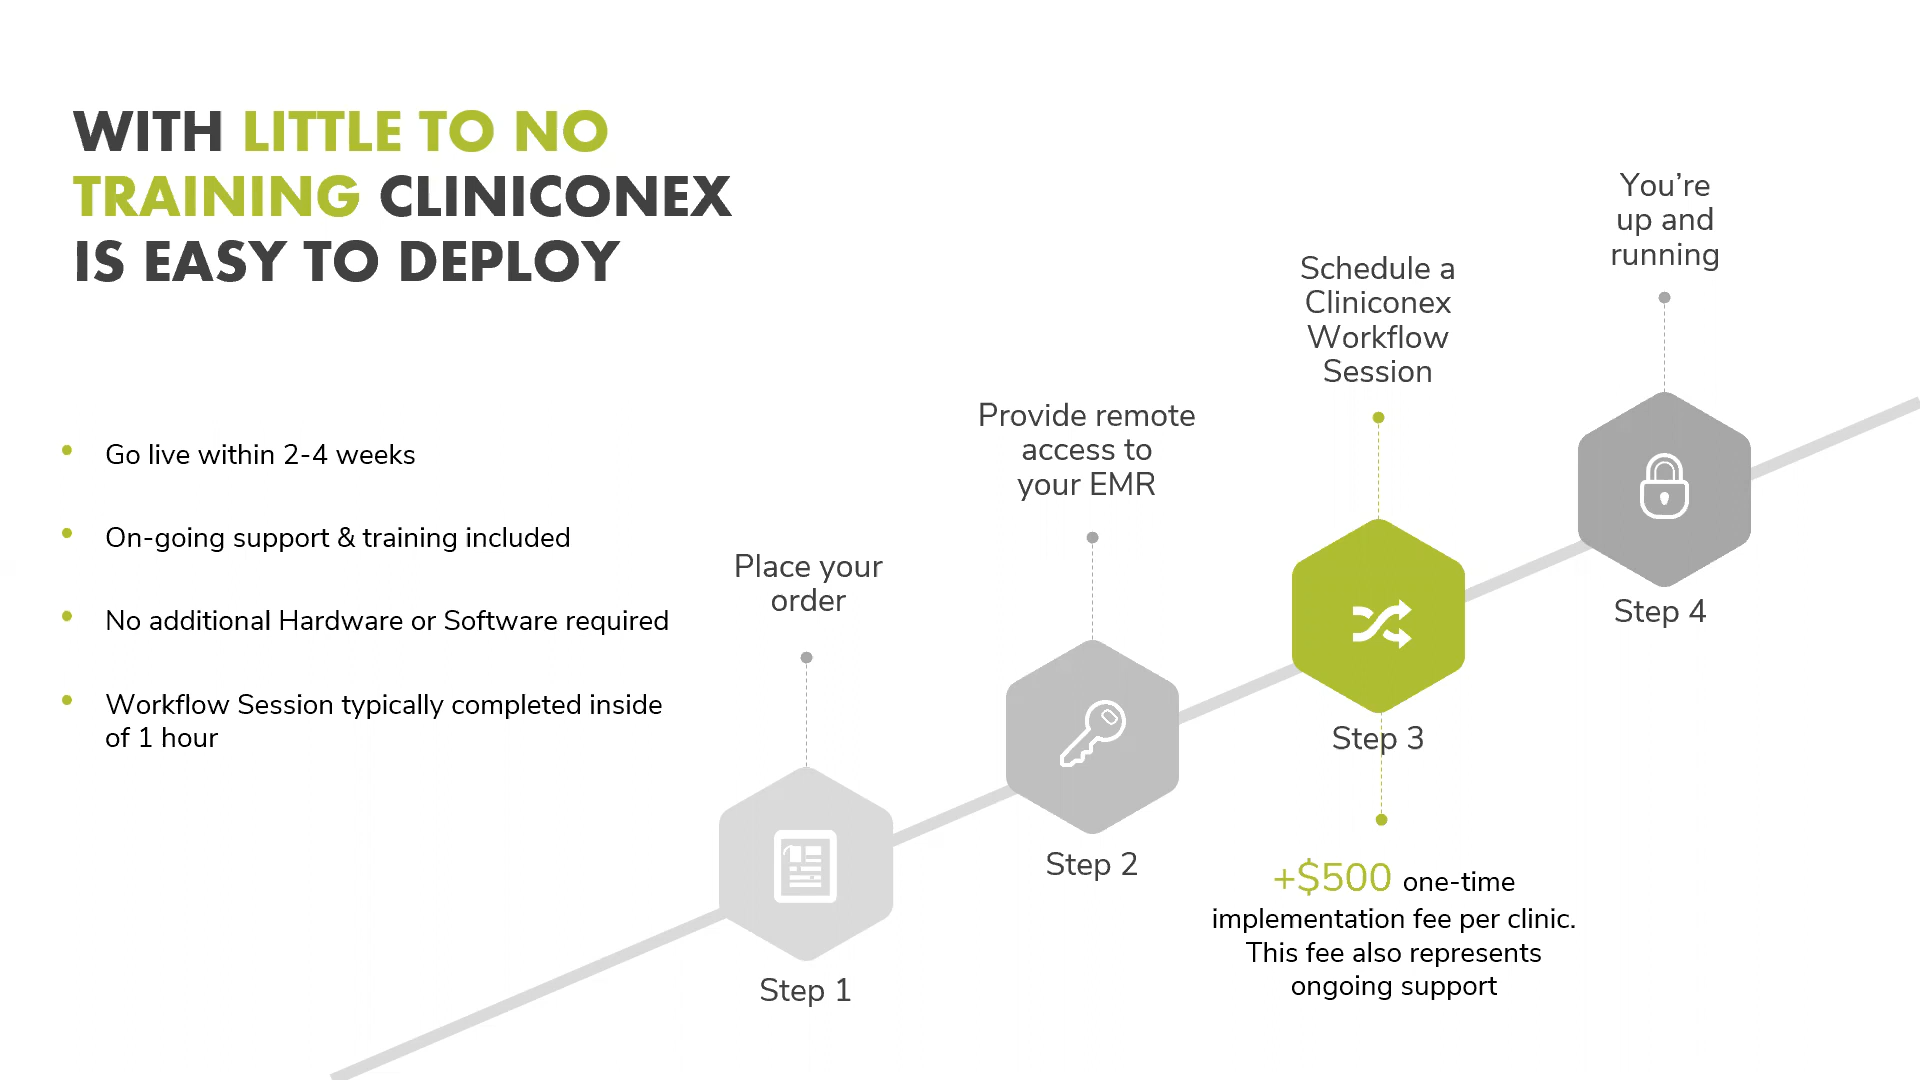 WITH LITTLE TO NO
TRAINING CLINICONEX
IS EASY TO DEPLOY
Go live within 2-4 weeks
On-going support & training included
No additional Hardware or Software required
Workflow Session typically completed inside
of 1 hour
Place your
order
Step 1
Provide remote
access to
your EMR
Step 2
Schedule a
Cliniconex
Workflow
Session
Step 3
+$500 one-time
implementation fee per clinic.
This fee also represents
ongoing support
You’re
up and
running
Step 4